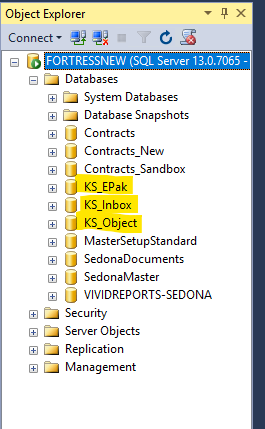 Object Explorer
Connect
FORTRESSNEW (SQL Server 13.0.7065 -
Databases
System Databases
Database Snapshots
Contracts
Contracts_New
Contracts_Sandbox
KS_EPak
KS_Inbox
KS_Object
MasterSetupStandard
SedonaDocuments
SedonaMaster
VIVIDREPORTS-SEDONA
Security
Server Objects
Replication
Management